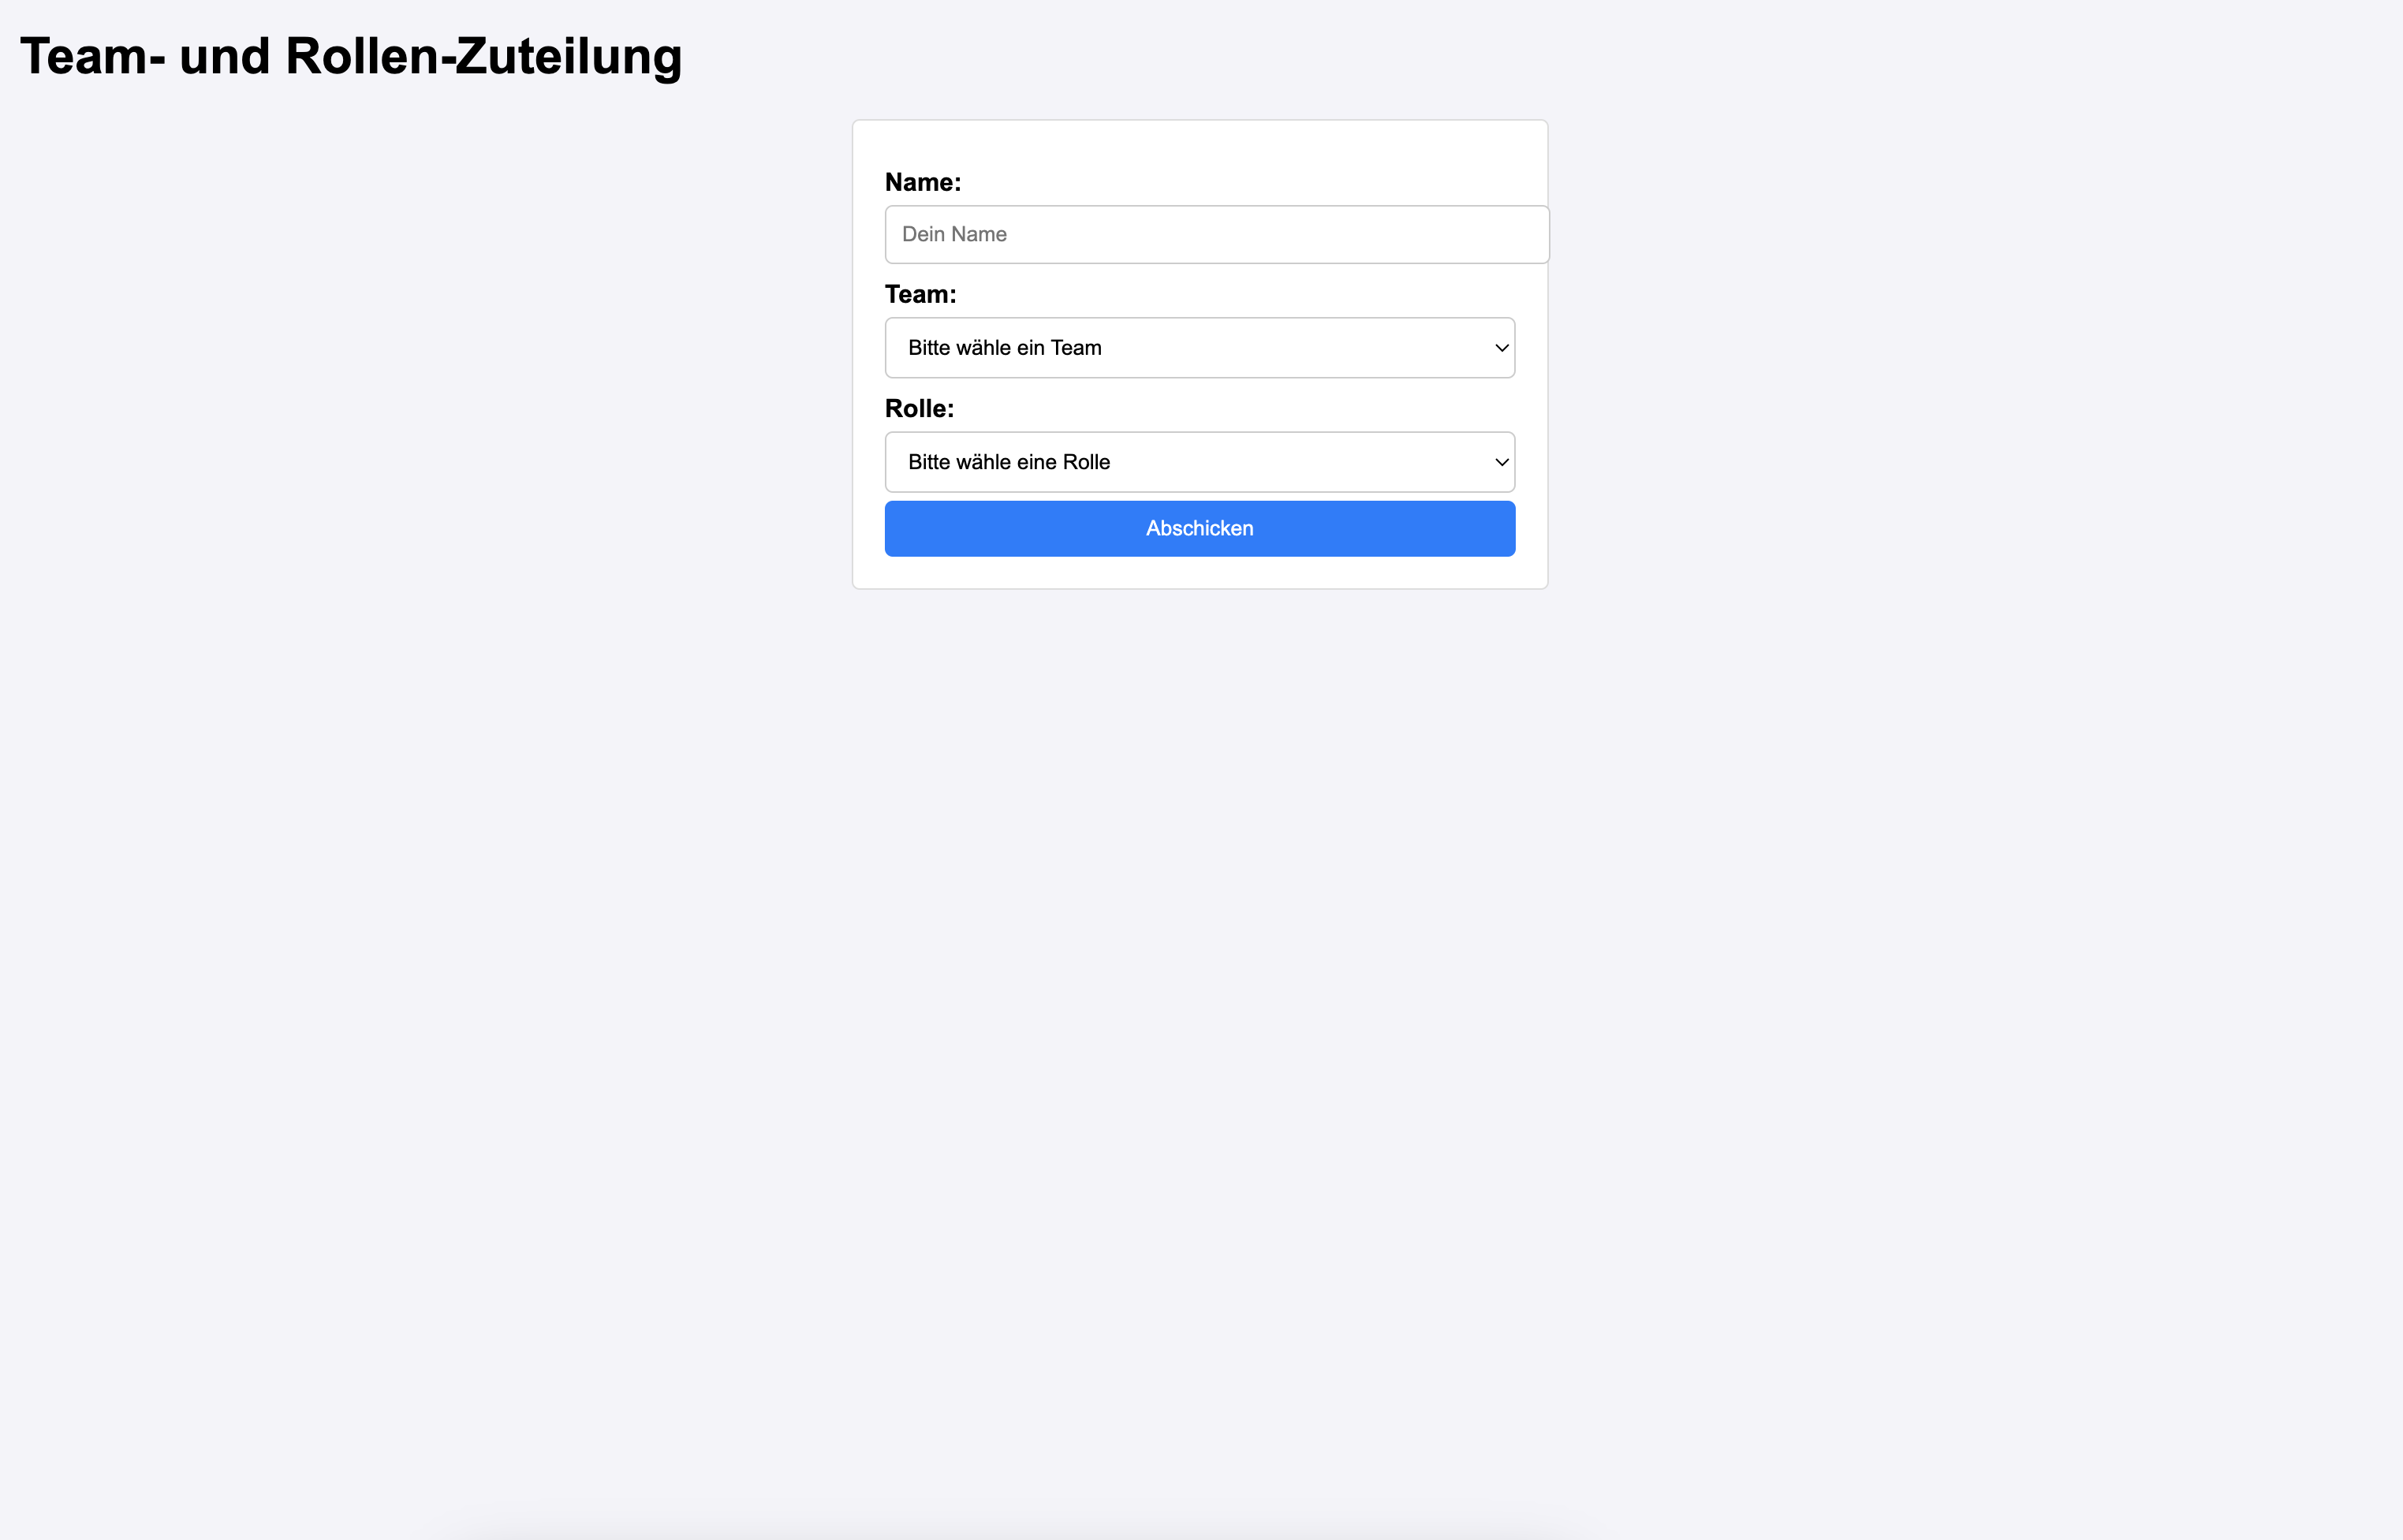 Team- und Rollen-Zuteilung
Name:
Dein Name
Team:
Bitte wähle ein Team
Rolle:
Bitte wähle eine Rolle
Abschicken